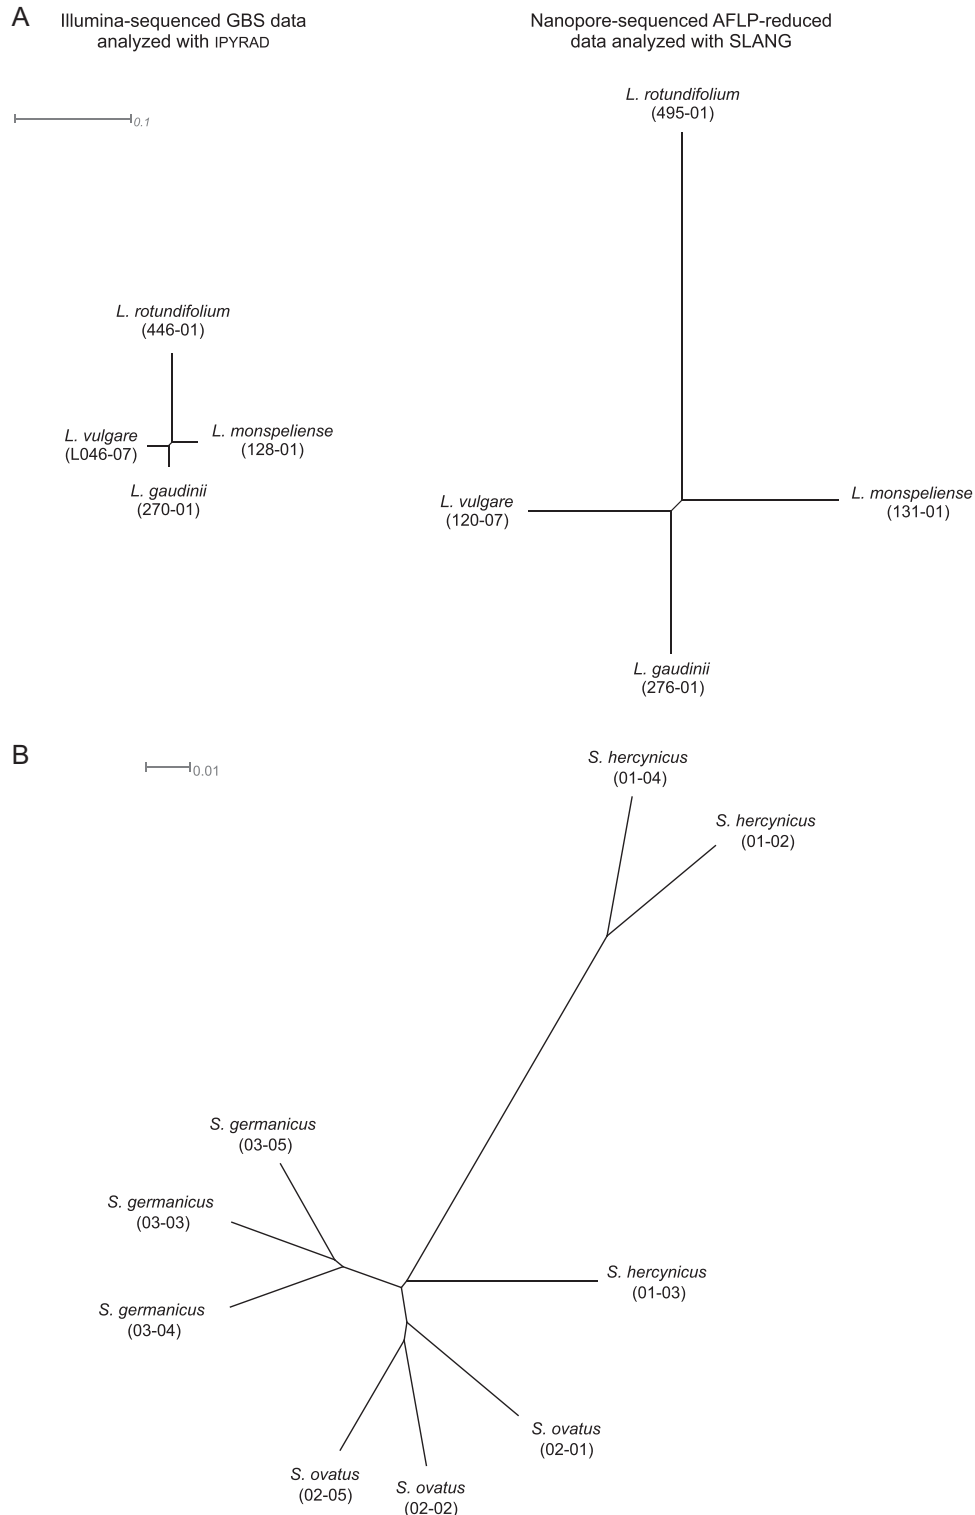 A
Illumina-sequenced GBS data
analyzed with IPYRAD
Nanopore-sequenced AFLP-reduced
data analyzed with SLANG
0.1
L. rotundifolium
(495-01)
L. rotundifolium
(446-01)
L. vulgare
(L046-07)
L. monspeliense
(128-01)
L. gaudinii
(270-01)
L. vulgare
(120-07)
L. monspeliense
(131-01)
L. gaudinii
(276-01)
B
0.01
S. hercynicus
(01-04)
S. hercynicus
(01-02)
S. germanicus
(03-05)
S. germanicus
(03-03)
S. germanicus
(03-04)
S. hercynicus
(01-03)
S. ovatus
(02-01)
S. ovatus
(02-05)
S. ovatus
(02-02)